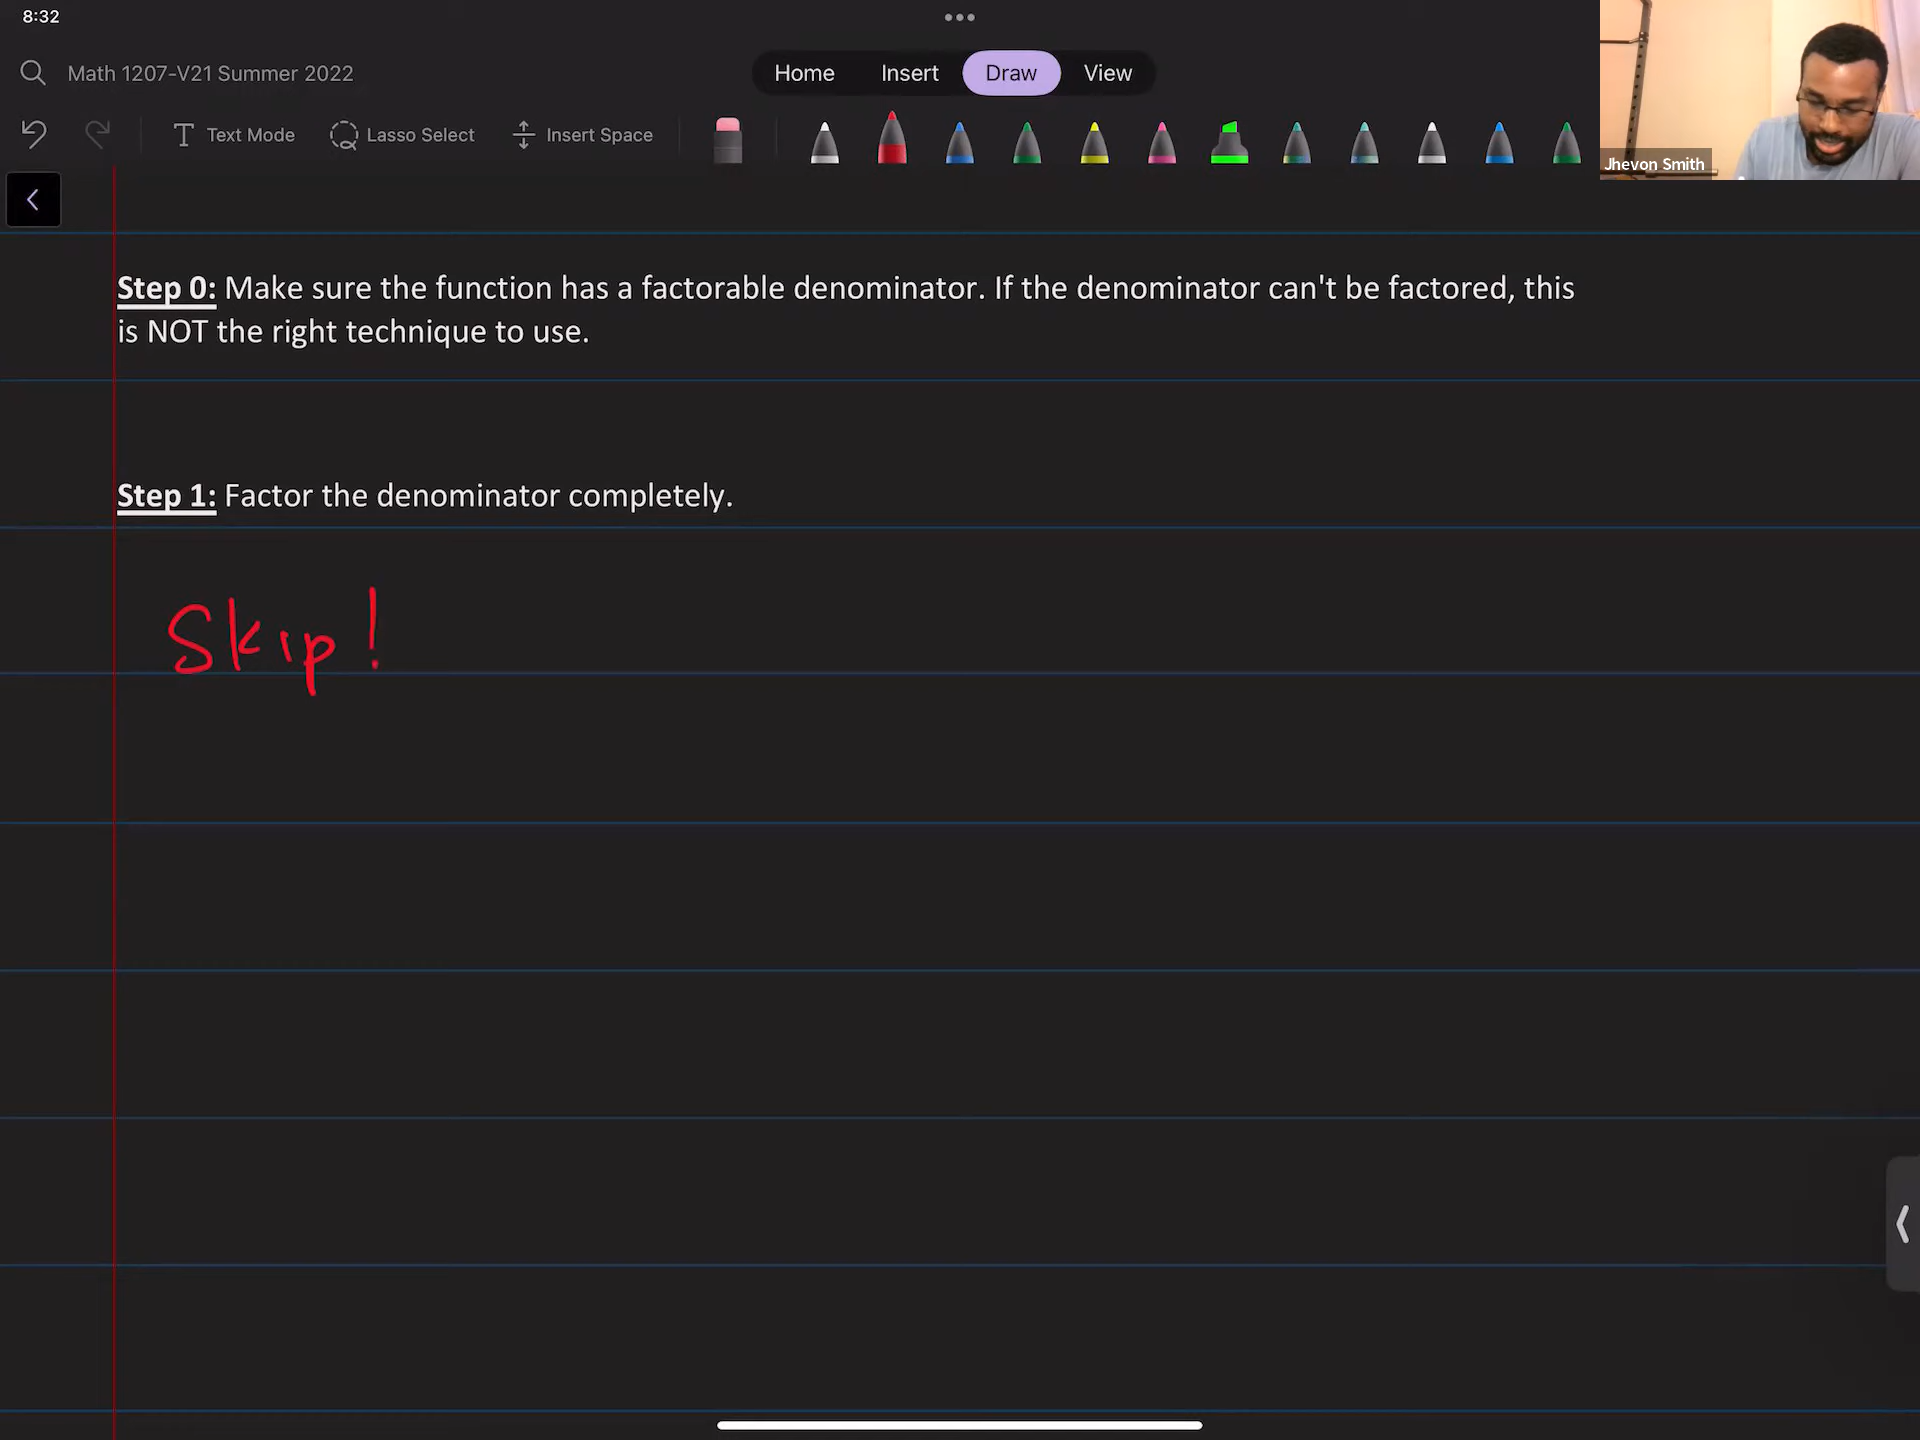 8:32
Math 1207-V21 Summer 2022
Home Insert Draw View
Text Mode Lasso Select Insert Space
Jhevon Smith
Step 0: Make sure the function has a factorable denominator. If the denominator can't be factored, this
is NOT the right technique to use.
Step 1: Factor the denominator completely.
Skip!